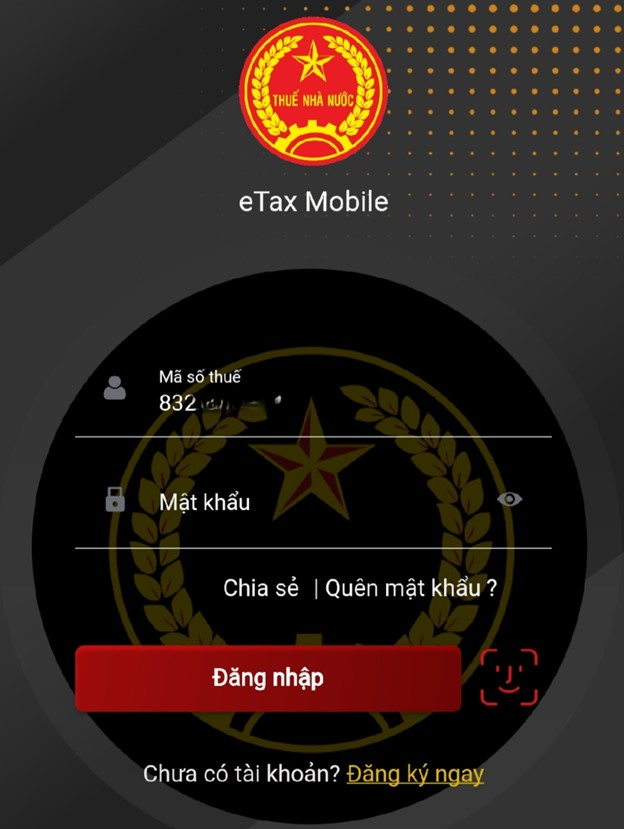 THUẾ NHÀ NƯỚC
eTax Mobile
Mã số thuế
832
Mật khẩu
Chia sẻ | Quên mật khẩu ?
Đăng nhập
Chưa có tài khoản? Đăng ký ngay